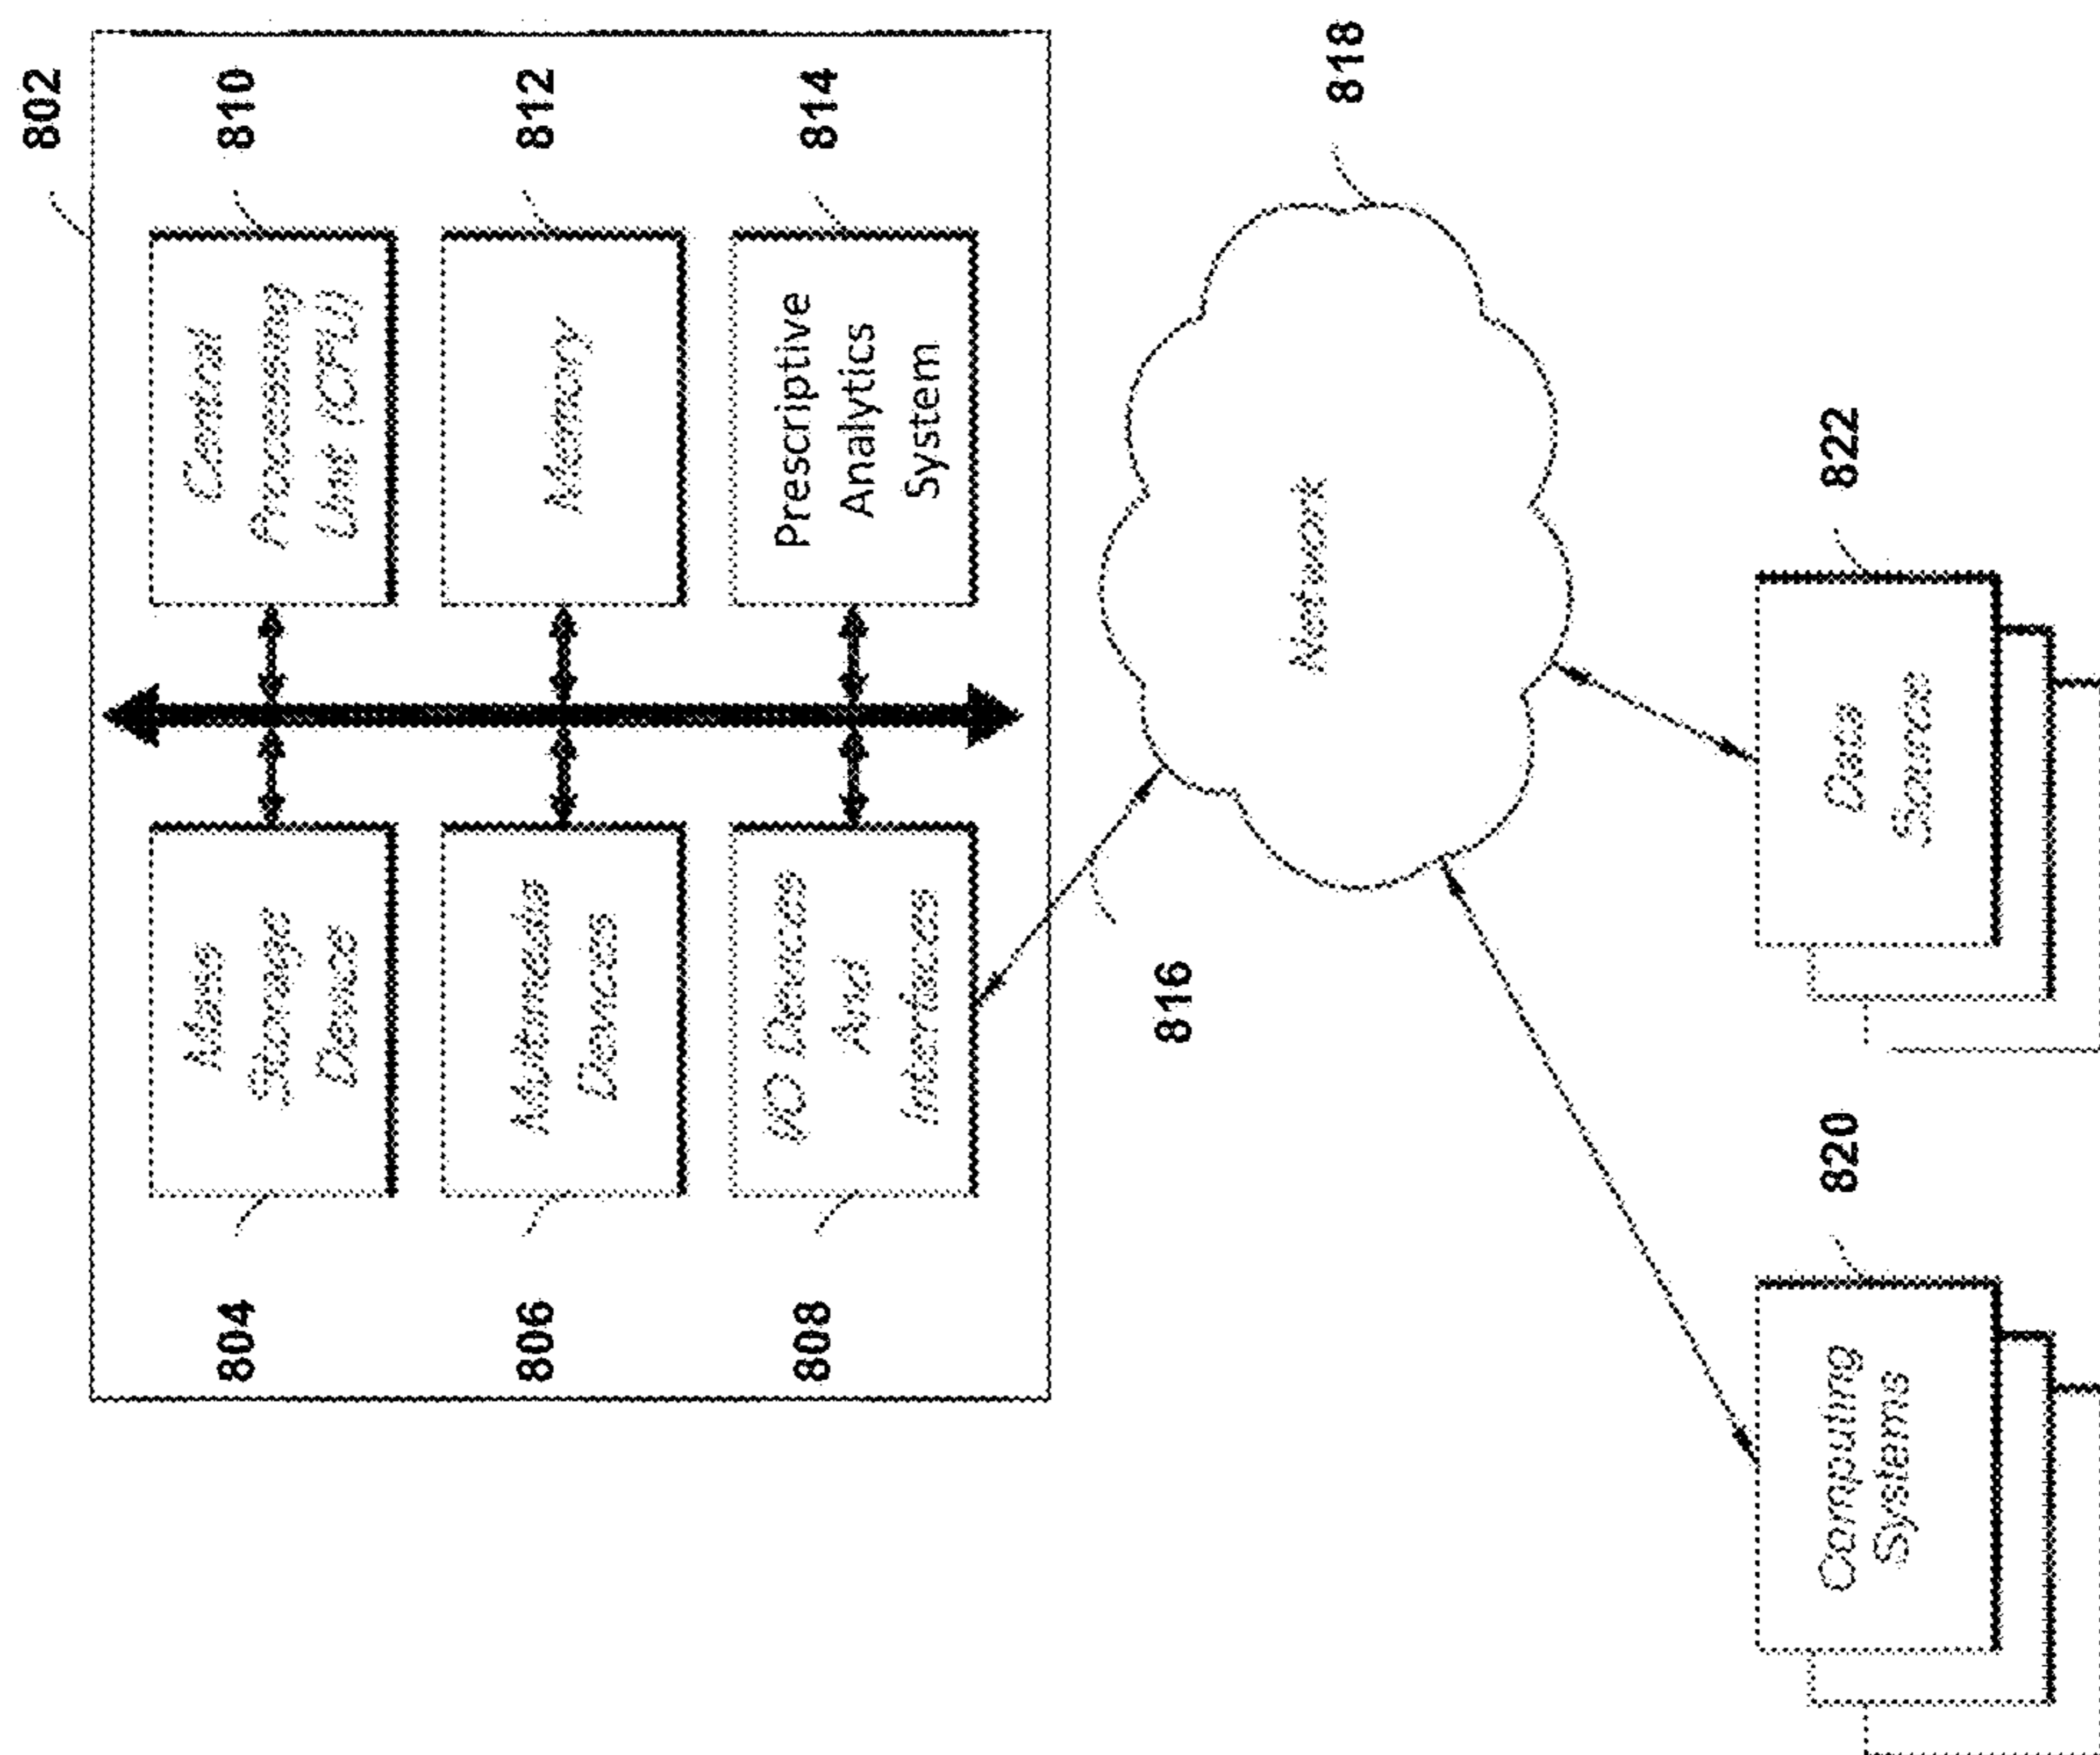 802
804
Mass
Storage
Device
Central
Processing
Unit (CPU)
810
806
Multimedia
Devices
Memory
812
808
I/O Devices
And
Interfaces
Prescriptive
Analytics
System
814
816
Network
818
820
Computing
Systems
Data
Sources
822